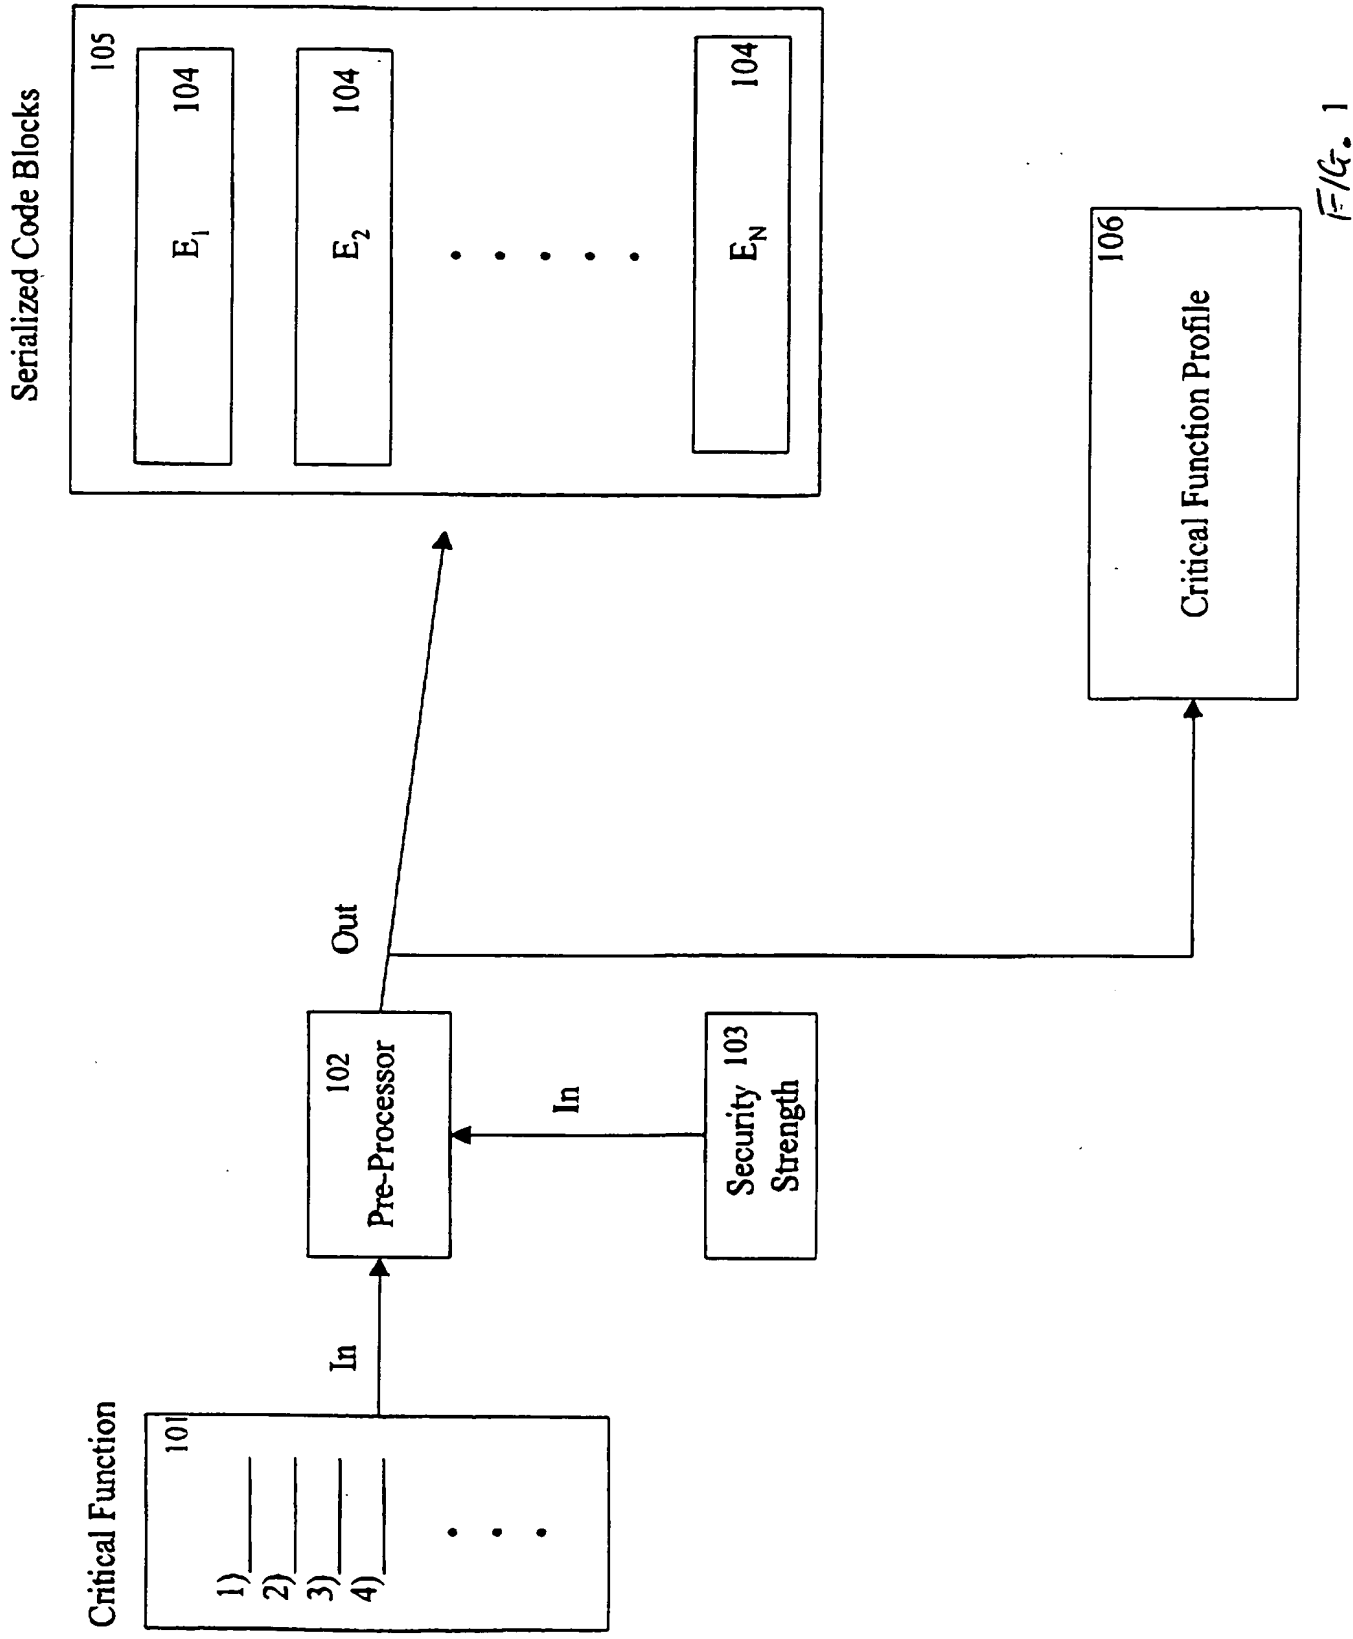 Critical Function
101
1)
2)
3)
4)
In
102
Pre-Processor
In
Security 103
Strength
Out
Serialized Code Blocks
105
E1 104
E2 104
EN 104
106
Critical Function Profile
FIG. 1